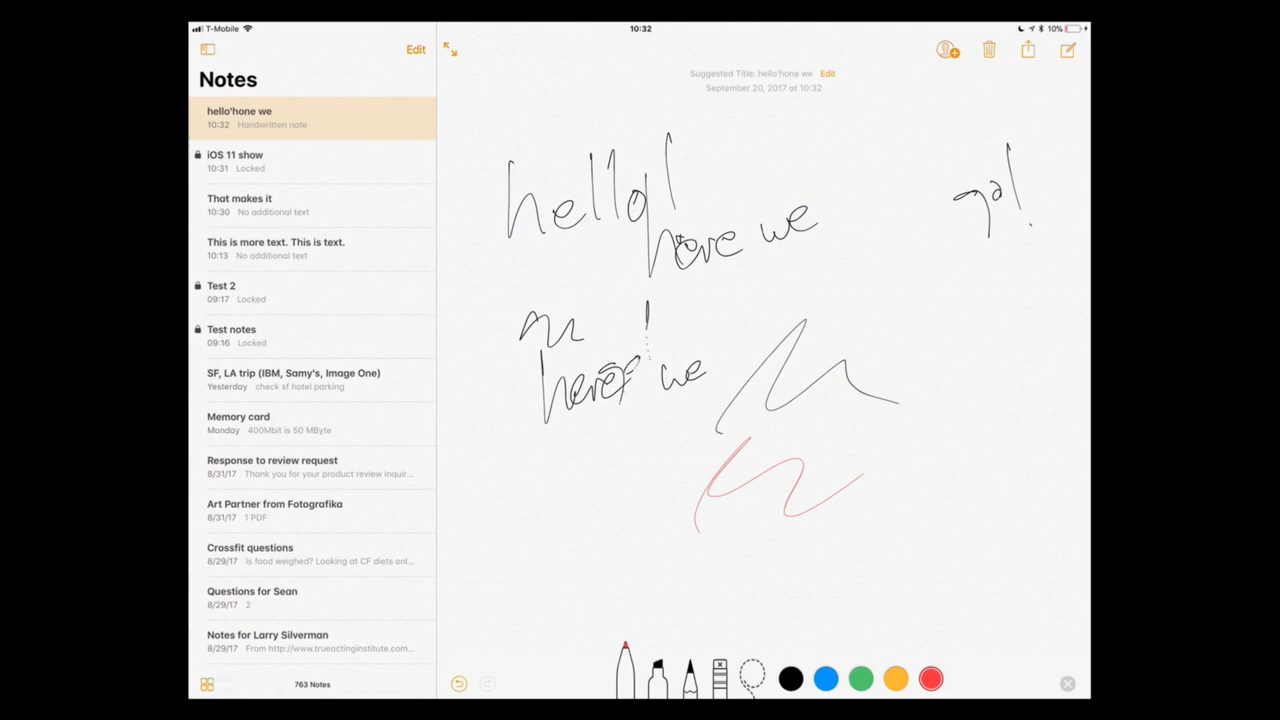 T-Mobile 10:32 10%
Edit
Notes
hello'hone we
10:32 Handwritten note
iOS 11 show
10:31 Locked
That makes it
10:30 No additional text
This is more text. This is text.
10:13 No additional text
Test 2
09:17 Locked
Test notes
09:16 Locked
SF, LA trip (IBM, Samy's, Image One)
Yesterday check sf hotel parking
Memory card
Monday 400Mbit is 50 MByte
Response to review request
8/31/17 Thank you for your product review inquir...
Art Partner from Fotografika
8/31/17 1 PDF
Crossfit questions
8/29/17 Is food weighed? Looking at CF diets onl...
Questions for Sean
8/29/17 2
Notes for Larry Silverman
8/29/17 From http://www.trueactinginstitute.com...
763 Notes
Suggested Title: hello'hone we Edit
September 20, 2017 at 10:32
hello!
here we go!
we